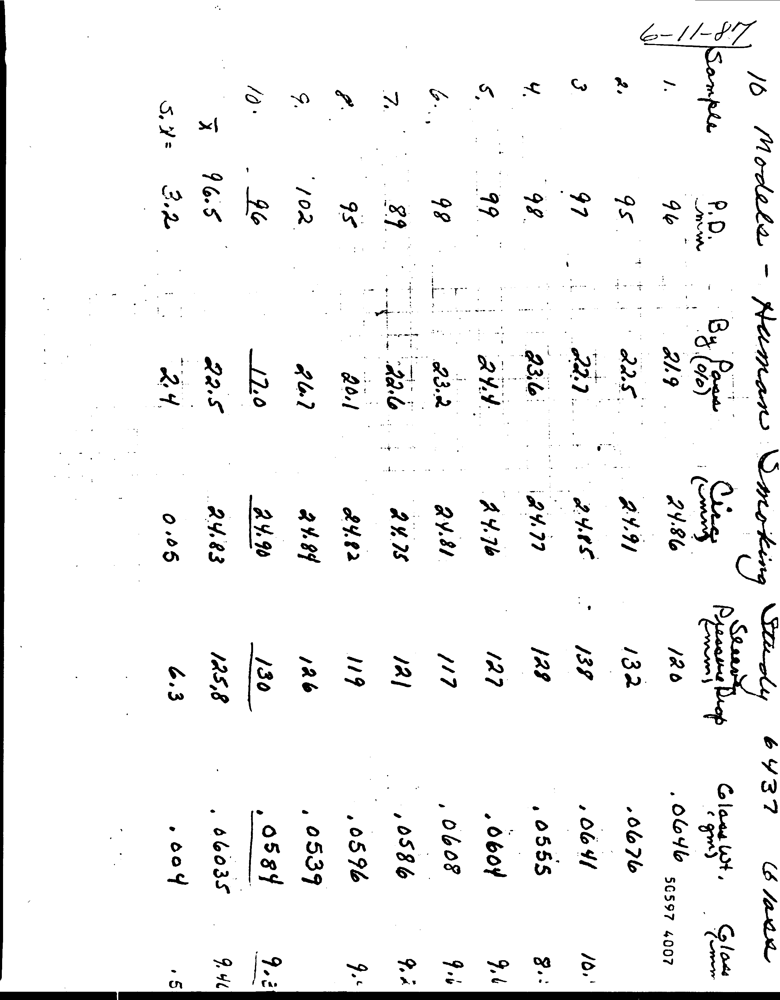 6-11-87
10 Models - Human Smoking Study 6437 Glass
Sample P.D. mm By Pass (o/o) Circ (mm) Sleeve Pressure Drop (mm) Glass Wt. (gm) Glass (mm
1. 96 21.9 24.86 120 .0646
50597 4007
2. 95 22.5 24.91 132 .0676
3 97 22.7 24.85 138 .0641 10.
4. 98 23.6 24.77 128 .0555 8.
5. 99 24.4 24.76 127 .0604 9.6
6. 98 23.2 24.81 117 .0608 9.6
7. 89 22.6 24.75 121 .0586 9.2
8. 95 20.1 24.82 119 .0596 9.
9. 102 26.7 24.84 126 .0539
10. 96 17.0 24.90 130 .0584 9.3
x̄ 96.5 22.5 24.83 125.8 .06035 9.46
S.x = 3.2 2.4 0.05 6.3 .004 .5